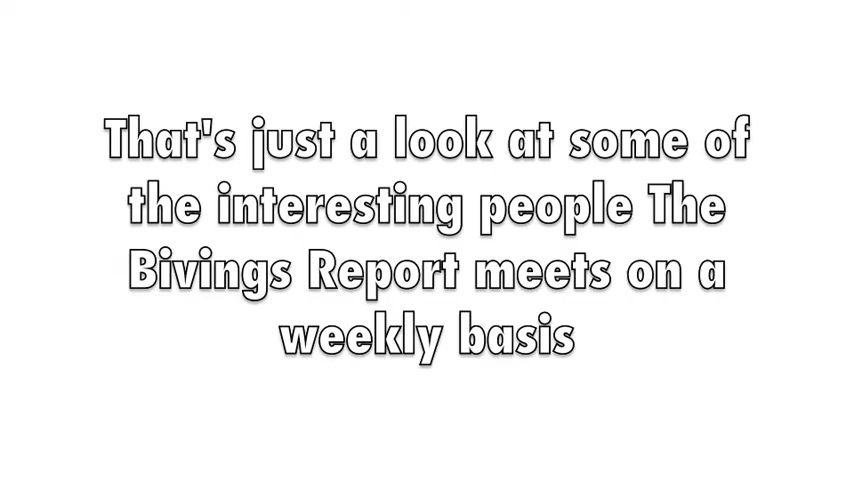 That's just a look at some of
the interesting people The
Bivings Report meets on a
weekly basis